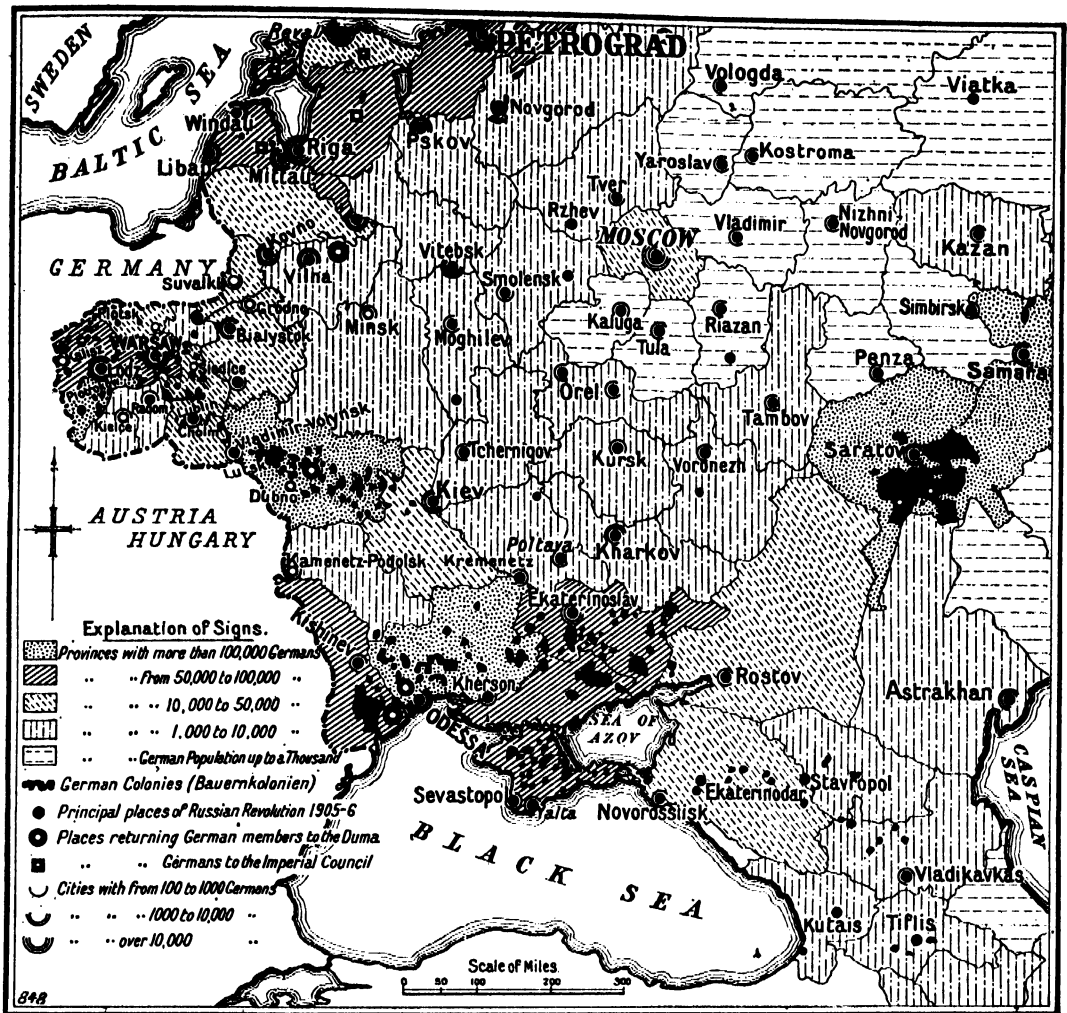 SWEDEN
BALTIC SEA
Reval
PETROGRAD
Vologda
Viatka
Novgorod
Windau
Riga
Pskov
Yaroslav
Kostroma
Libau
Mittau
Tver
Rzhev
Vladimir
Nizhni
Novgorod
MOSCOW
Kazan
Kovno
Vilna
Vitebsk
GERMANY
Suvalki
Smolensk
Simbirsk
Grodno
Minsk
Moghilev
Kaluga
Riazan
Plotsk
WARSAW
Bialystok
Tula
Kalisz
Lodz
Siedlce
Penza
Samara
Orel
Radom
Kielce
Cholm
Tambov
Vladimir-Volynsk
Tchernigov
Kursk
Voronezh
Saratov
Dubno
Kiev
AUSTRIA
HUNGARY
Poltava
Kharkov
Kamenetz-Podolsk
Kremenetz
Ekaterinoslav
Kishinev
Kherson
Rostov
Astrakhan
ODESSA
SEA OF
AZOV
CASPIAN
SEA
Sevastopo
Yalta
Novorossiisk
Ekaterinodar
Stavropol
BLACK SEA
Vladikavkas
Kutais
Tiflis
Explanation of Signs.
Provinces with more than 100,000 Germans
" " from 50,000 to 100,000 "
" " 10,000 to 50,000 "
" " 1,000 to 10,000 "
" " German Population up to a Thousand
German Colonies (Bauernkolonien)
Principal places of Russian Revolution 1905-6
Places returning German members to the Duma
" " Germans to the Imperial Council
Cities with from 100 to 1000 Germans
" " " 1000 to 10,000 "
" " over 10,000 "
Scale of Miles.
0 50 100 200 300
848